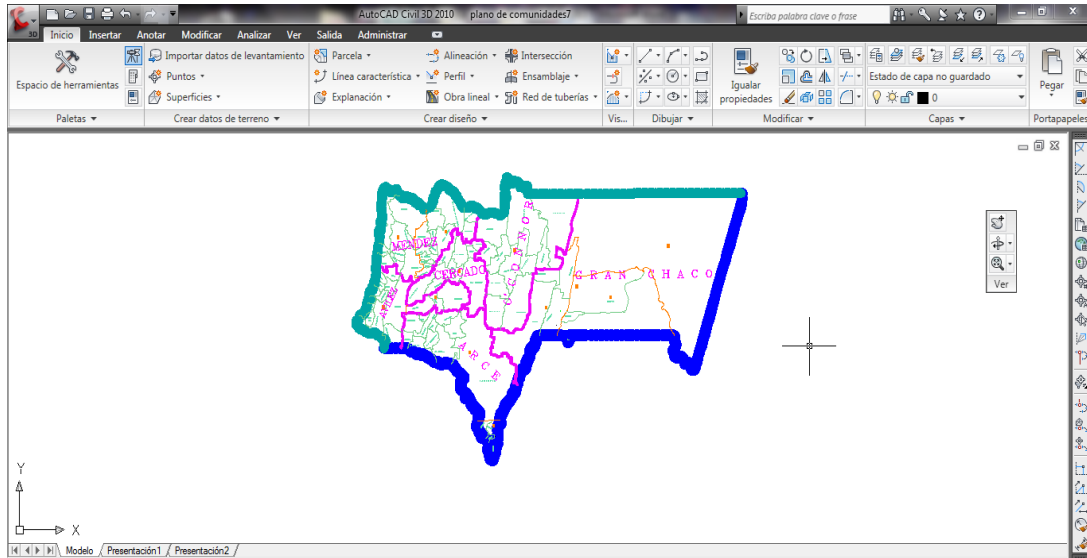 AutoCAD Civil 3D 2010 plano de comunidades7
Escriba palabra clave o frase
3D
Inicio Insertar Anotar Modificar Analizar Ver Salida Administrar
Espacio de herramientas
Importar datos de levantamiento
Puntos
Superficies
Parcela
Línea característica
Explanación
Alineación
Perfil
Obra lineal
Intersección
Ensamblaje
Red de tuberías
Igualar
propiedades
Estado de capa no guardado
0
Pegar
Paletas
Crear datos de terreno
Crear diseño
Vis...
Dibujar
Modificar
Capas
Portapapeles
MENDEZ
CERCADO
O'CONNOR
GRAN CHACO
ARCE
Ver
Y
X
Modelo Presentación1 Presentación2